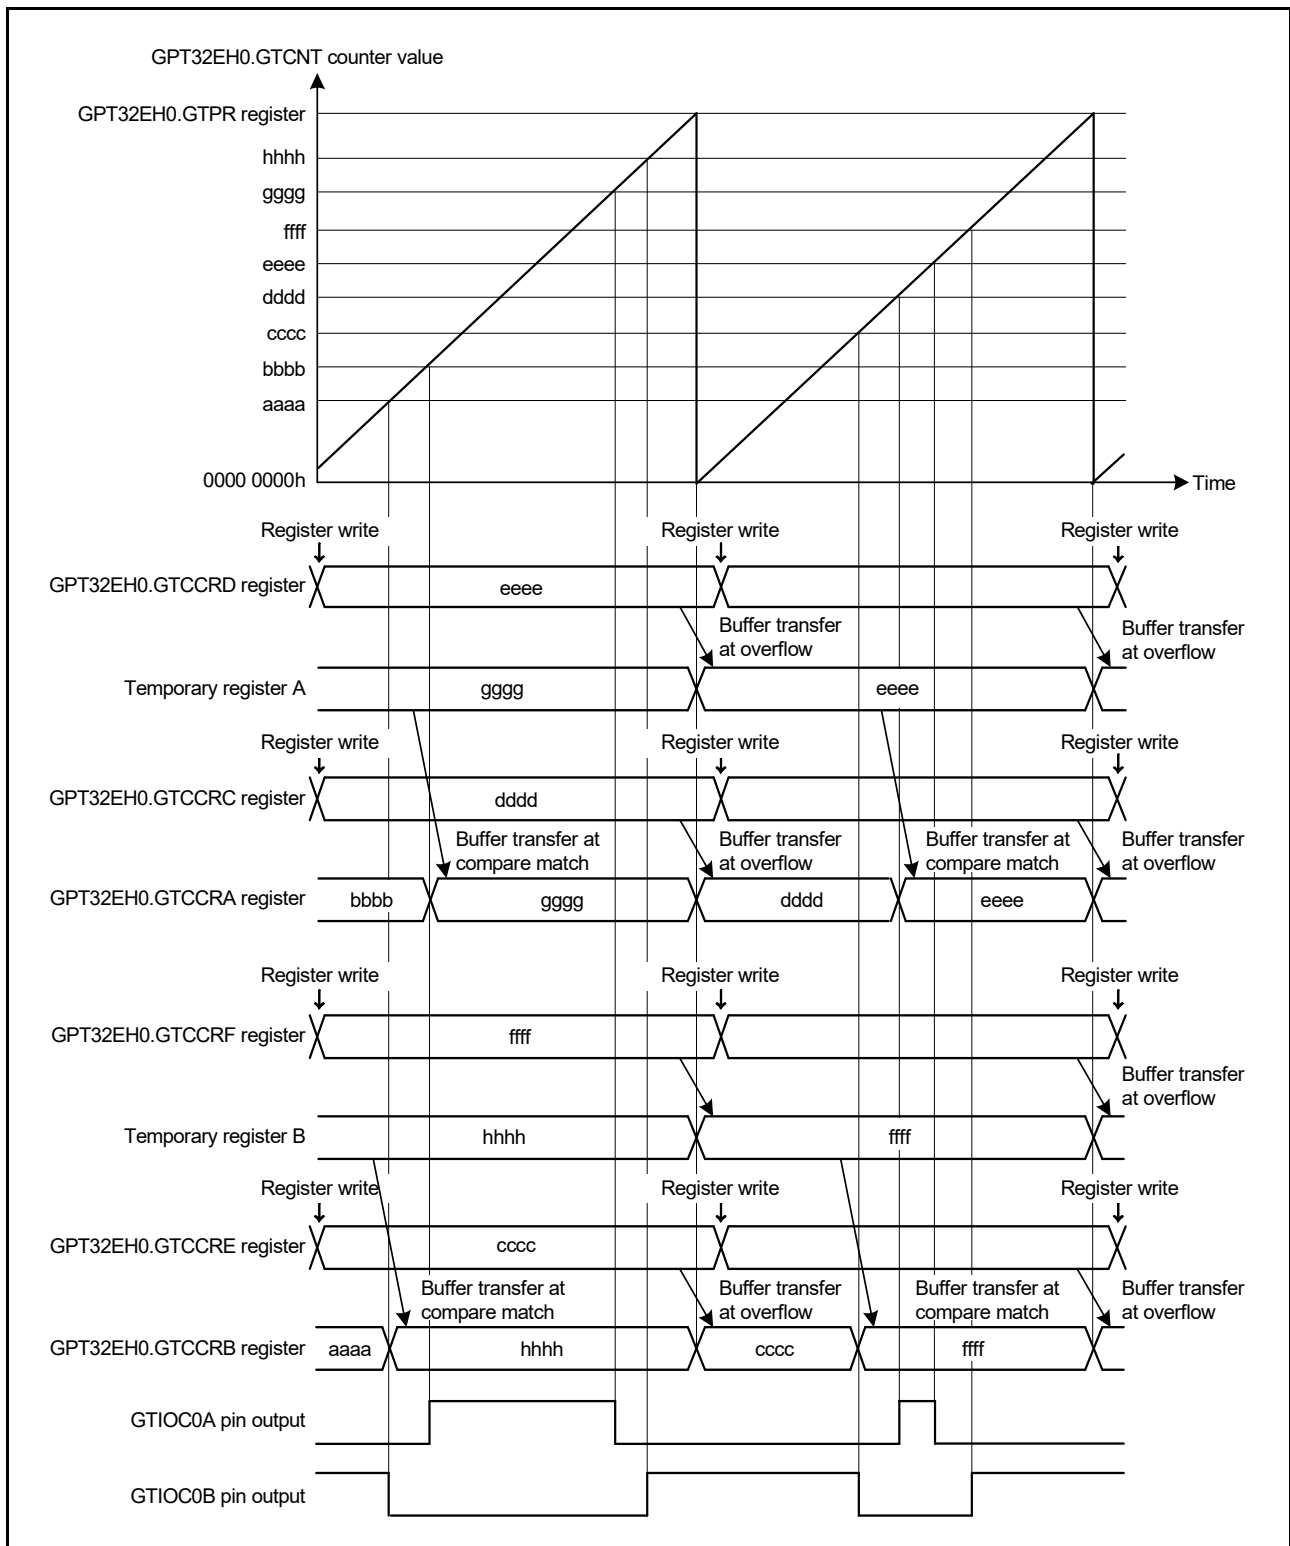 GPT32EH0.GTCNT counter value
GPT32EH0.GTPR register
hhhh
gggg
ffff
eeee
dddd
cccc
bbbb
aaaa
0000 0000h
Time
Register write
Register write
Register write
GPT32EH0.GTCCRD register
eeee
Buffer transfer
at overflow
Buffer transfer
at overflow
Temporary register A
gggg
eeee
Register write
Register write
Register write
GPT32EH0.GTCCRC register
dddd
Buffer transfer at
compare match
Buffer transfer
at overflow
Buffer transfer at
compare match
Buffer transfer
at overflow
GPT32EH0.GTCCRA register
bbbb
gggg
dddd
eeee
Register write
Register write
Register write
GPT32EH0.GTCCRF register
ffff
Buffer transfer
at overflow
Temporary register B
hhhh
ffff
Register write
Register write
Register write
GPT32EH0.GTCCRE register
cccc
Buffer transfer at
compare match
Buffer transfer
at overflow
Buffer transfer at
compare match
Buffer transfer
at overflow
GPT32EH0.GTCCRB register
aaaa
hhhh
cccc
ffff
GTIOC0A pin output
GTIOC0B pin output